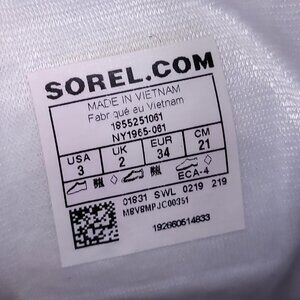 SOREL.COM
MADE IN VIETNAM
Fabriqué au Vietnam
1855251061
NY1965-061
USA UK EUR CM
3 2 34 21
ECA-4
01831 SWL 0219 219
M8V8MPJC00351
192660514833